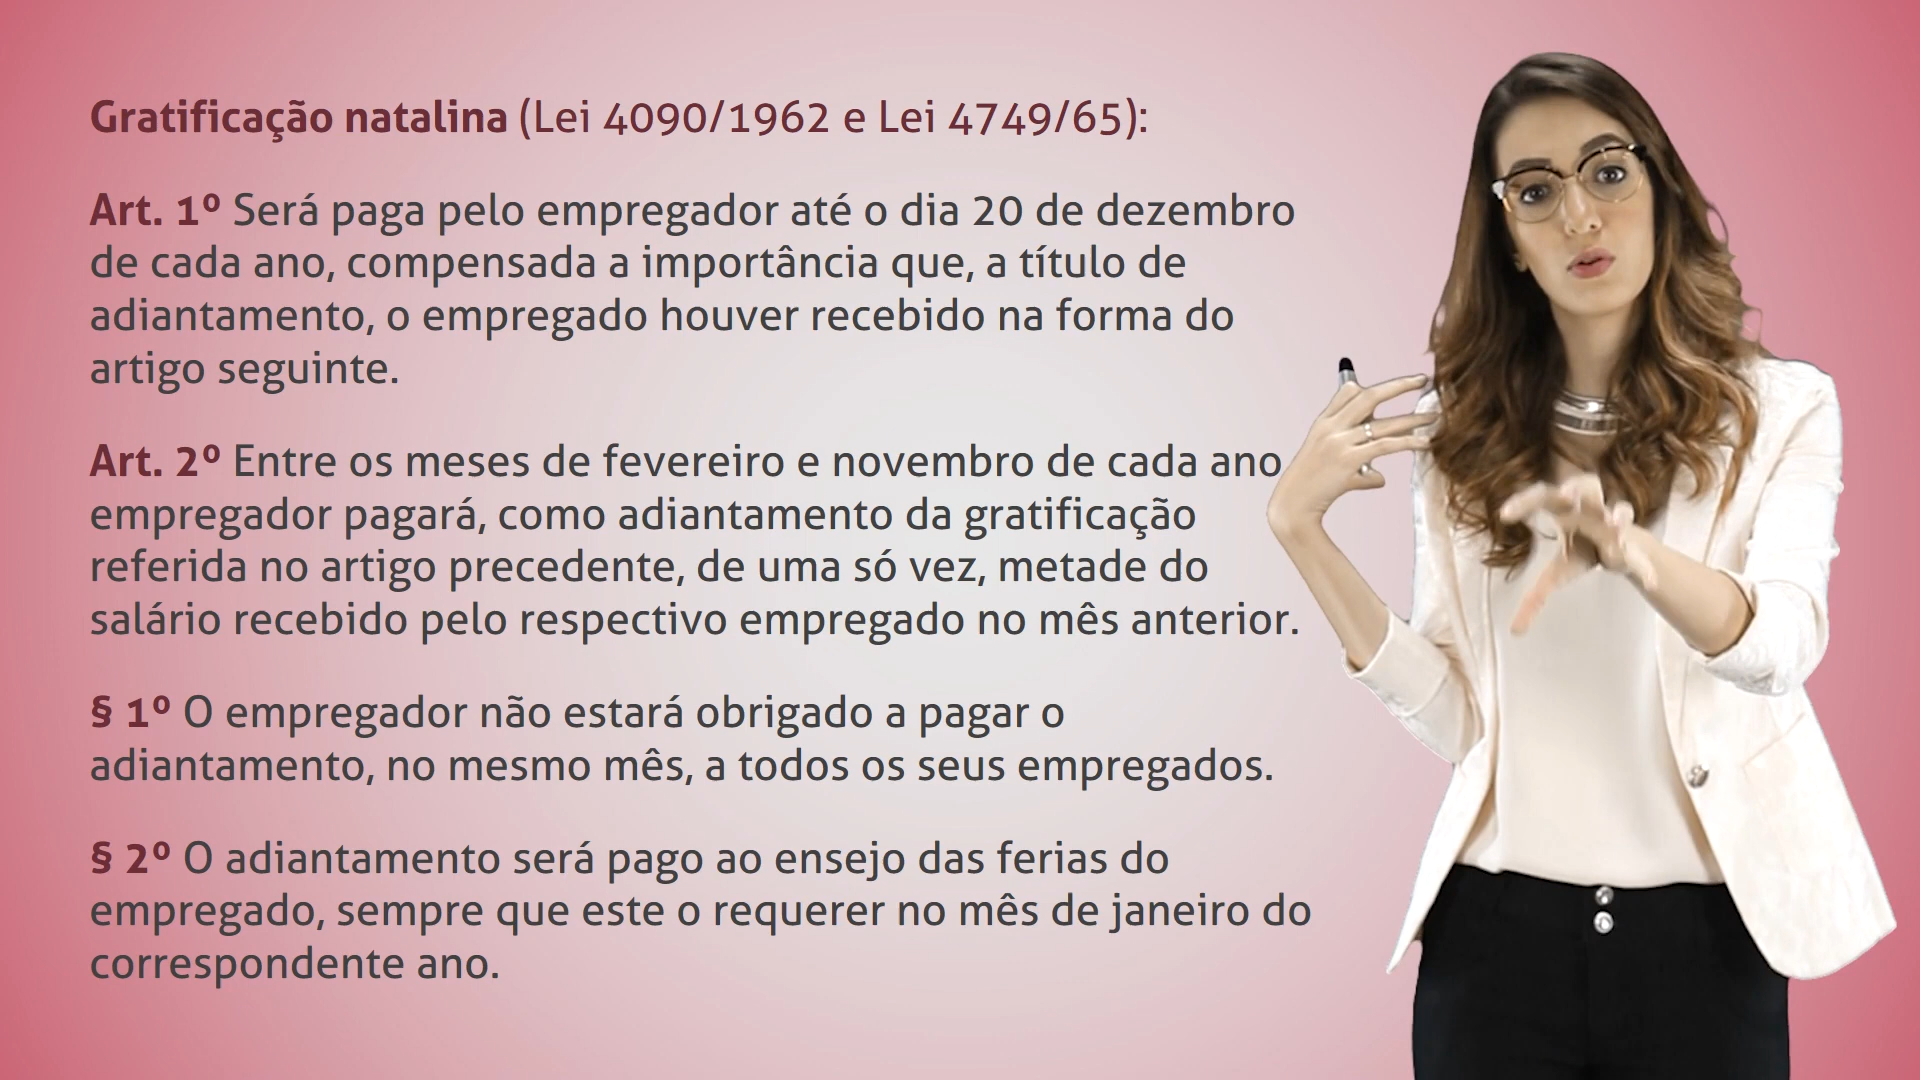 Gratificação natalina (Lei 4090/1962 e Lei 4749/65):
Art. 1º Será paga pelo empregador até o dia 20 de dezembro
de cada ano, compensada a importância que, a título de
adiantamento, o empregado houver recebido na forma do
artigo seguinte.
Art. 2º Entre os meses de fevereiro e novembro de cada ano
empregador pagará, como adiantamento da gratificação
referida no artigo precedente, de uma só vez, metade do
salário recebido pelo respectivo empregado no mês anterior.
§ 1º O empregador não estará obrigado a pagar o
adiantamento, no mesmo mês, a todos os seus empregados.
§ 2º O adiantamento será pago ao ensejo das ferias do
empregado, sempre que este o requerer no mês de janeiro do
correspondente ano.